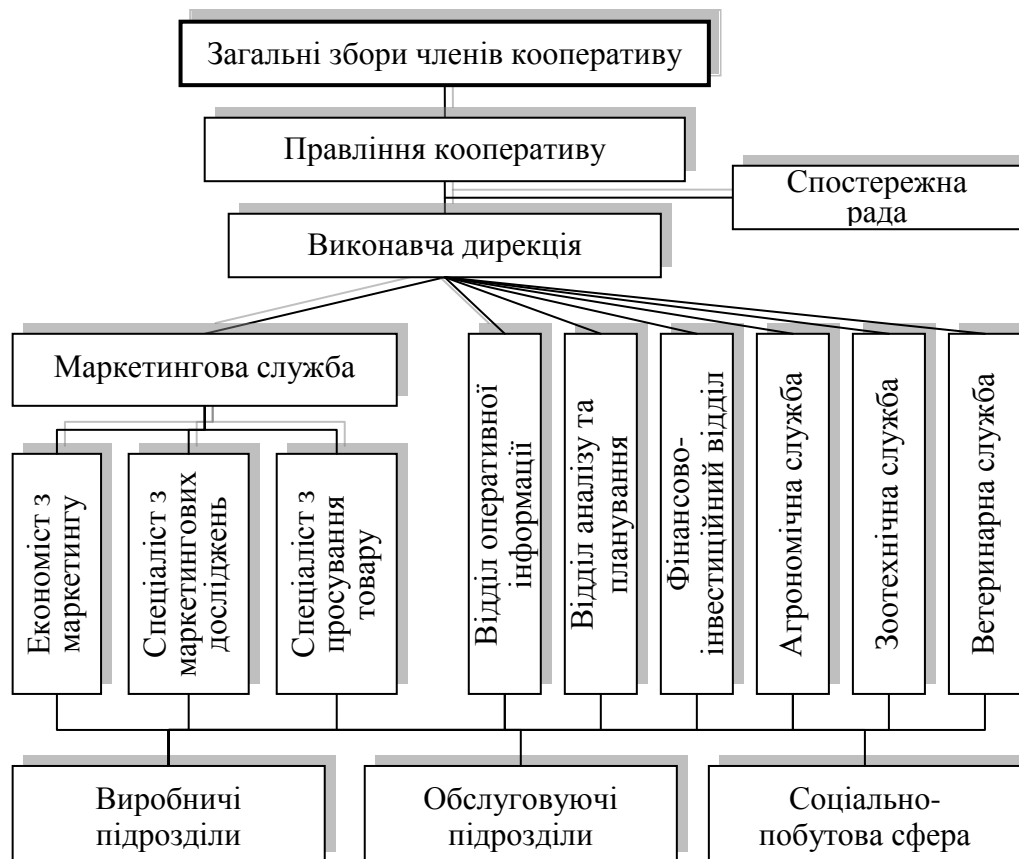 Загальні збори членів кооперативу
Правління кооперативу
Спостережна
рада
Виконавча дирекція
Маркетингова служба
Економіст з
маркетингу
Спеціаліст з
маркетингових
досліджень
Спеціаліст з
просування
товару
Відділ оперативної
інформації
Відділ аналізу та
планування
Фінансово-
інвестиційний відділ
Агрономічна служба
Зоотехнічна служба
Ветеринарна служба
Виробничі
підрозділи
Обслуговуючі
підрозділи
Соціально-
побутова сфера